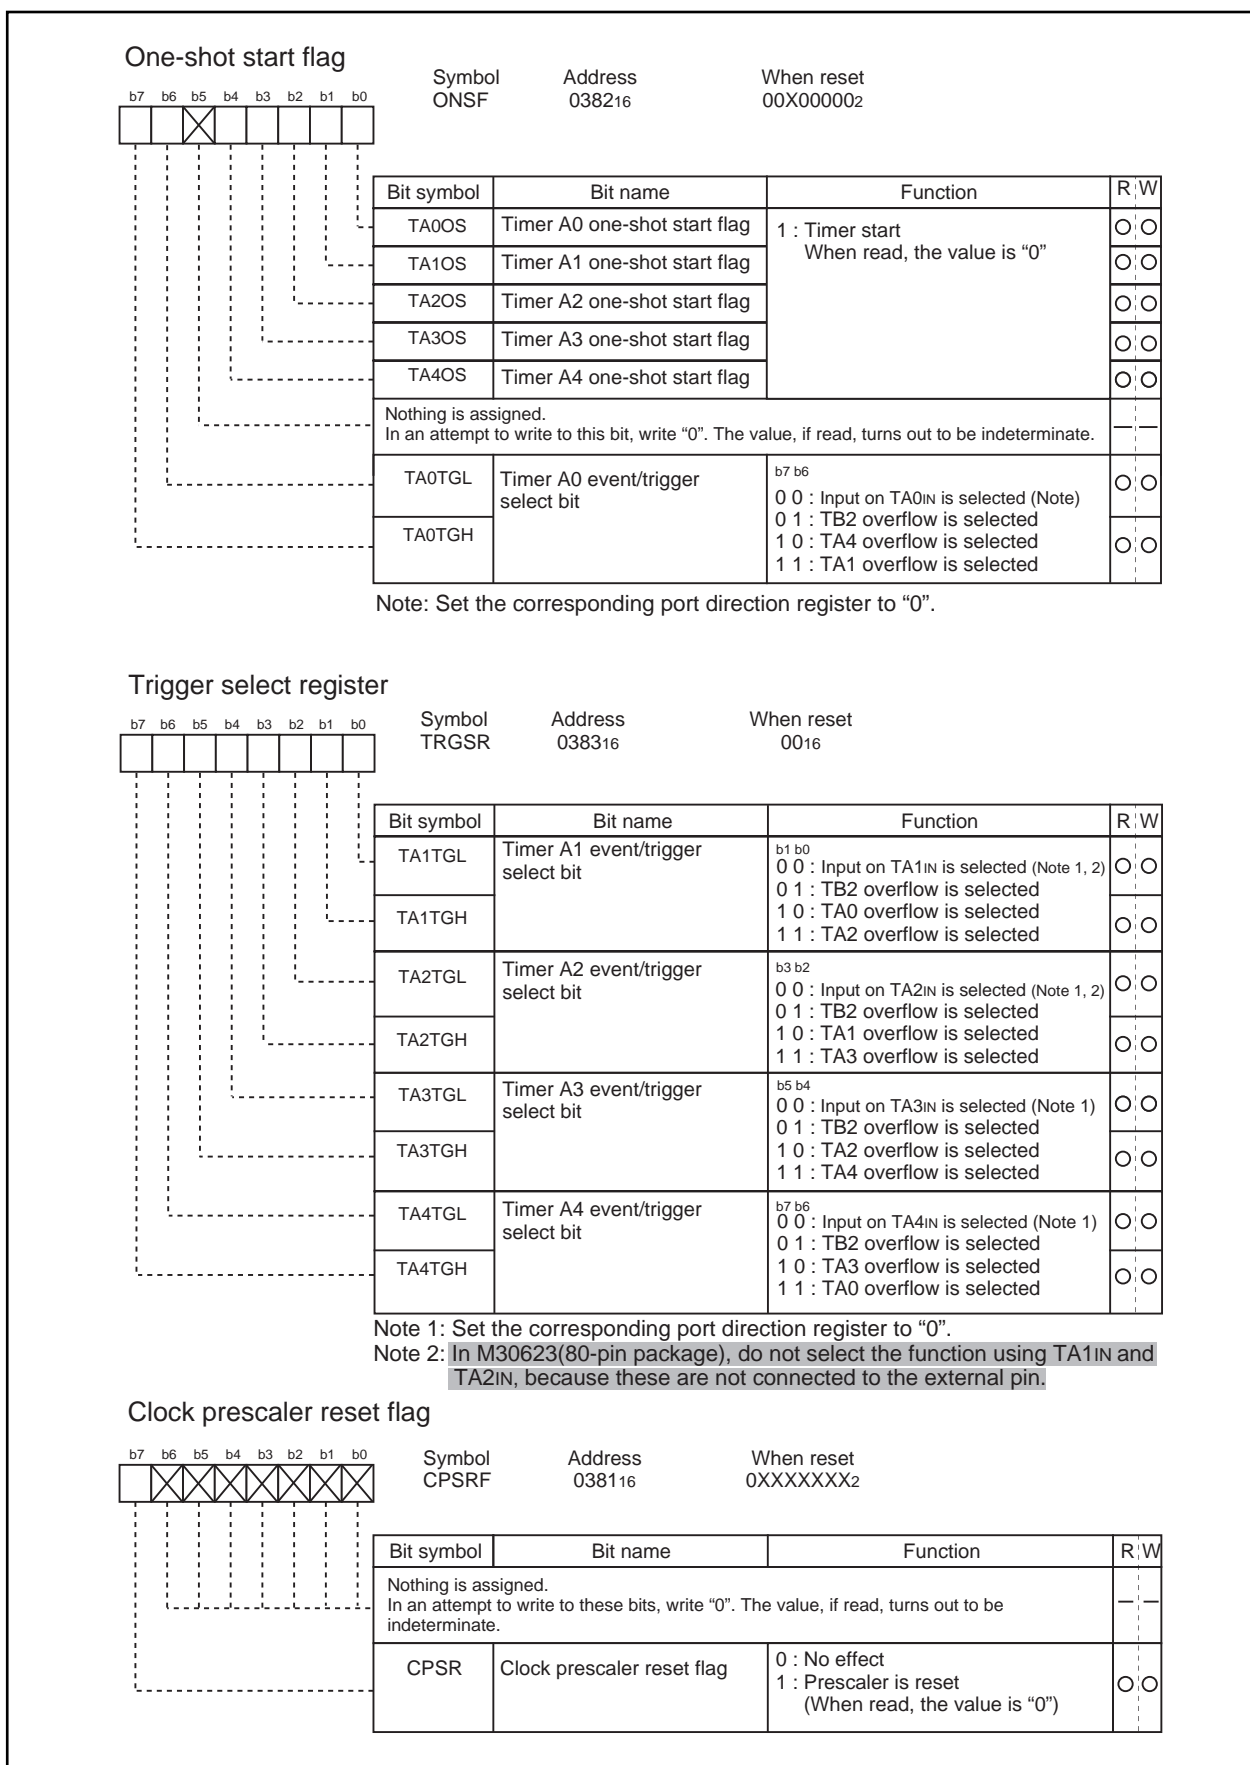 One-shot start flag
Symbol Address When reset
ONSF 038216 00X000002
b7 b6 b5 b4 b3 b2 b1 b0
Bit symbol Bit name Function R W
TA0OS Timer A0 one-shot start flag 1 : Timer start
When read, the value is “0”
TA1OS Timer A1 one-shot start flag
TA2OS Timer A2 one-shot start flag
TA3OS Timer A3 one-shot start flag
TA4OS Timer A4 one-shot start flag
Nothing is assigned.
In an attempt to write to this bit, write “0”. The value, if read, turns out to be indeterminate.
TA0TGL Timer A0 event/trigger b7 b6
select bit 0 0 : Input on TA0IN is selected (Note)
0 1 : TB2 overflow is selected
TA0TGH 1 0 : TA4 overflow is selected
1 1 : TA1 overflow is selected
Note: Set the corresponding port direction register to “0”.
Trigger select register
Symbol Address When reset
TRGSR 038316 0016
b7 b6 b5 b4 b3 b2 b1 b0
Bit symbol Bit name Function R W
TA1TGL Timer A1 event/trigger b1 b0
select bit 0 0 : Input on TA1IN is selected (Note 1, 2)
0 1 : TB2 overflow is selected
TA1TGH 1 0 : TA0 overflow is selected
1 1 : TA2 overflow is selected
TA2TGL Timer A2 event/trigger b3 b2
select bit 0 0 : Input on TA2IN is selected (Note 1, 2)
0 1 : TB2 overflow is selected
TA2TGH 1 0 : TA1 overflow is selected
1 1 : TA3 overflow is selected
TA3TGL Timer A3 event/trigger b5 b4
select bit 0 0 : Input on TA3IN is selected (Note 1)
0 1 : TB2 overflow is selected
TA3TGH 1 0 : TA2 overflow is selected
1 1 : TA4 overflow is selected
TA4TGL Timer A4 event/trigger b7 b6
select bit 0 0 : Input on TA4IN is selected (Note 1)
0 1 : TB2 overflow is selected
TA4TGH 1 0 : TA3 overflow is selected
1 1 : TA0 overflow is selected
Note 1: Set the corresponding port direction register to “0”.
Note 2: In M30623(80-pin package), do not select the function using TA1IN and
TA2IN, because these are not connected to the external pin.
Clock prescaler reset flag
b7 b6 b5 b4 b3 b2 b1 b0
Symbol Address When reset
CPSRF 038116 0XXXXXXX2
Bit symbol Bit name Function R W
Nothing is assigned.
In an attempt to write to these bits, write “0”. The value, if read, turns out to be
indeterminate.
CPSR Clock prescaler reset flag 0 : No effect
1 : Prescaler is reset
(When read, the value is “0”)